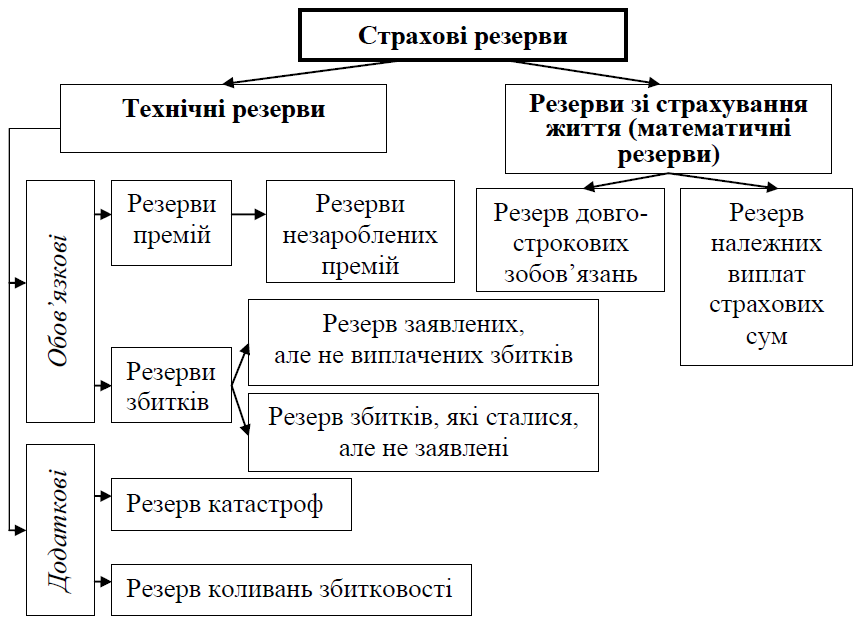 Страхові резерви
Технічні резерви
Резерви зі страхування
життя (математичні
резерви)
Обов’язкові
Резерви
премій
Резерви
незароблених
премій
Резерв довго-
строкових
зобов’язань
Резерв
належних
виплат
страхових
сум
Резерви
збитків
Резерв заявлених,
але не виплачених збитків
Резерв збитків, які сталися,
але не заявлені
Додаткові
Резерв катастроф
Резерв коливань збитковості